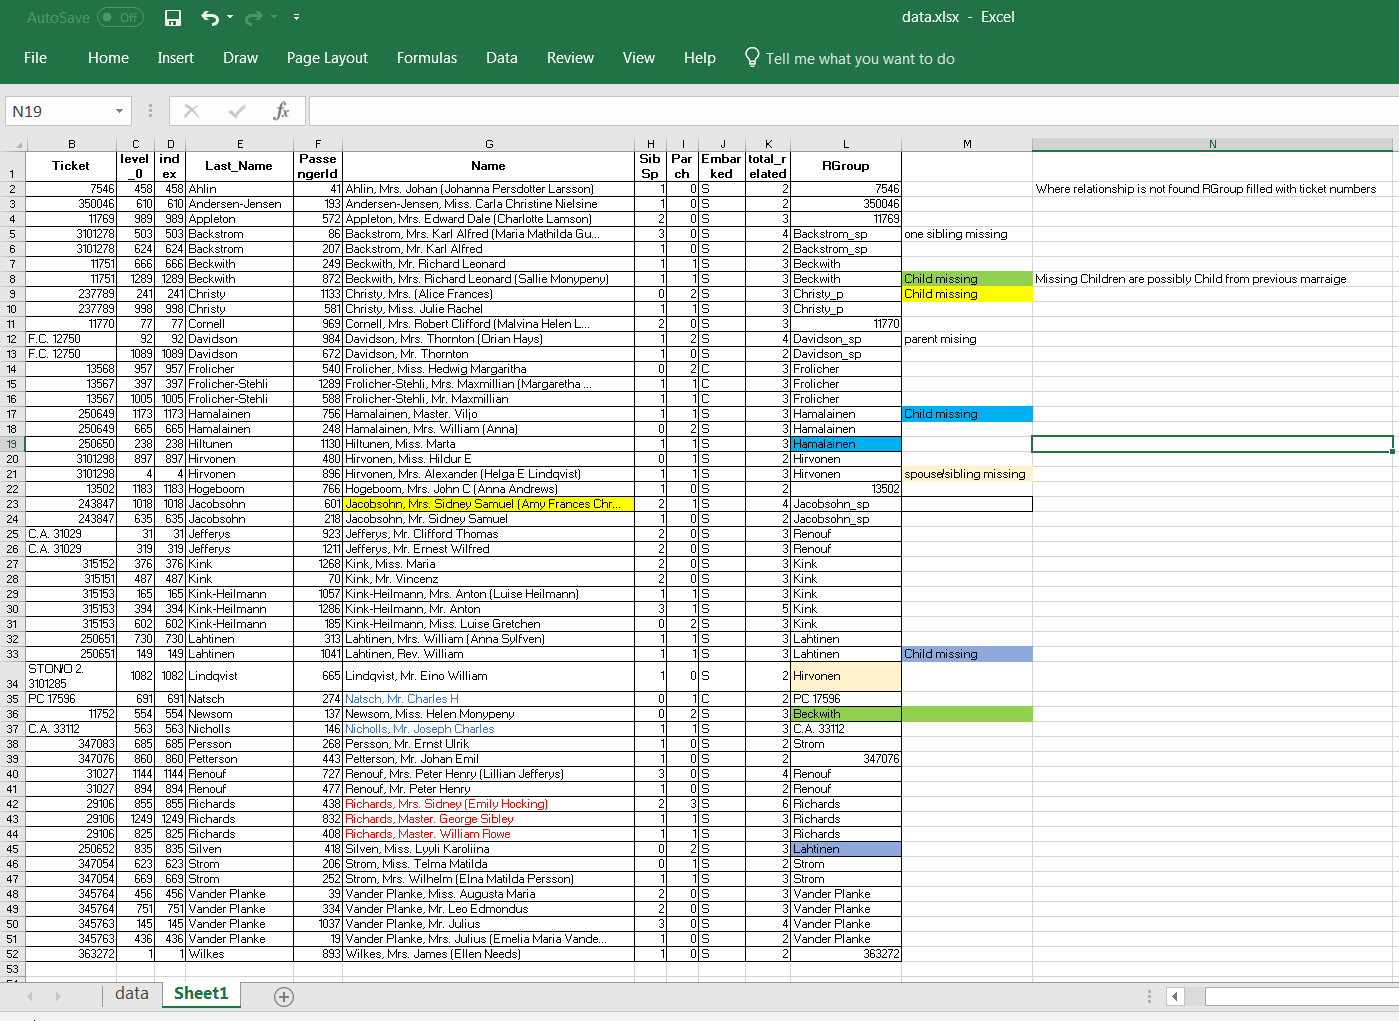 AutoSave Off data.xlsx - Excel
File Home Insert Draw Page Layout Formulas Data Review View Help Tell me what you want to do
N19 fx
B C D E F G H I J K L M N
1 Ticket level_0 index Last_Name PassengerId Name SibSp Parch Embarked total_related RGroup
2 7546 458 458 Ahlin 41 Ahlin, Mrs. Johan (Johanna Persdotter Larsson) 1 0 S 2 7546 Where relationship is not found RGroup filled with ticket numbers
3 350046 610 610 Andersen-Jensen 193 Andersen-Jensen, Miss. Carla Christine Nielsine 1 0 S 2 350046
4 11769 989 989 Appleton 572 Appleton, Mrs. Edward Dale (Charlotte Lamson) 2 0 S 3 11769
5 3101278 503 503 Backstrom 86 Backstrom, Mrs. Karl Alfred (Maria Mathilda Gu... 3 0 S 4 Backstrom_sp one sibling missing
6 3101278 624 624 Backstrom 207 Backstrom, Mr. Karl Alfred 1 0 S 2 Backstrom_sp
7 11751 666 666 Beckwith 249 Beckwith, Mr. Richard Leonard 1 1 S 3 Beckwith
8 11751 1289 1289 Beckwith 872 Beckwith, Mrs. Richard Leonard (Sallie Monypeny) 1 1 S 3 Beckwith Child missing Missing Children are possibly Child from previous marraige
9 237789 241 241 Christy 1133 Christy, Mrs. (Alice Frances) 0 2 S 3 Christy_p Child missing
10 237789 998 998 Christy 581 Christy, Miss. Julie Rachel 1 1 S 3 Christy_p
11 11770 77 77 Cornell 969 Cornell, Mrs. Robert Clifford (Malvina Helen L... 2 0 S 3 11770
12 F.C. 12750 92 92 Davidson 984 Davidson, Mrs. Thornton (Orian Hays) 1 2 S 4 Davidson_sp parent mising
13 F.C. 12750 1089 1089 Davidson 672 Davidson, Mr. Thornton 1 0 S 2 Davidson_sp
14 13568 957 957 Frolicher 540 Frolicher, Miss. Hedwig Margaritha 0 2 C 3 Frolicher
15 13567 397 397 Frolicher-Stehli 1289 Frolicher-Stehli, Mrs. Maxmillian (Margaretha ... 1 1 C 3 Frolicher
16 13567 1005 1005 Frolicher-Stehli 588 Frolicher-Stehli, Mr. Maxmillian 1 1 C 3 Frolicher
17 250649 1173 1173 Hamalainen 756 Hamalainen, Master. Viljo 1 1 S 3 Hamalainen Child missing
18 250649 665 665 Hamalainen 248 Hamalainen, Mrs. William (Anna) 0 2 S 3 Hamalainen
19 250650 238 238 Hiltunen 1130 Hiltunen, Miss. Marta 1 1 S 3 Hamalainen
20 3101298 897 897 Hirvonen 480 Hirvonen, Miss. Hildur E 0 1 S 2 Hirvonen
21 3101298 4 4 Hirvonen 896 Hirvonen, Mrs. Alexander (Helga E Lindqvist) 1 1 S 3 Hirvonen spouse/sibling missing
22 13502 1183 1183 Hogeboom 766 Hogeboom, Mrs. John C (Anna Andrews) 1 0 S 2 13502
23 243847 1018 1018 Jacobsohn 601 Jacobsohn, Mrs. Sidney Samuel (Amy Frances Chr... 2 1 S 4 Jacobsohn_sp
24 243847 635 635 Jacobsohn 218 Jacobsohn, Mr. Sidney Samuel 1 0 S 2 Jacobsohn_sp
25 C.A. 31029 31 31 Jefferys 923 Jefferys, Mr. Clifford Thomas 2 0 S 3 Renouf
26 C.A. 31029 319 319 Jefferys 1211 Jefferys, Mr. Ernest Wilfred 2 0 S 3 Renouf
27 315152 376 376 Kink 1268 Kink, Miss. Maria 2 0 S 3 Kink
28 315151 487 487 Kink 70 Kink, Mr. Vincenz 2 0 S 3 Kink
29 315153 165 165 Kink-Heilmann 1057 Kink-Heilmann, Mrs. Anton (Luise Heilmann) 1 1 S 3 Kink
30 315153 394 394 Kink-Heilmann 1286 Kink-Heilmann, Mr. Anton 3 1 S 5 Kink
31 315153 602 602 Kink-Heilmann 185 Kink-Heilmann, Miss. Luise Gretchen 0 2 S 3 Kink
32 250651 730 730 Lahtinen 313 Lahtinen, Mrs. William (Anna Sylfven) 1 1 S 3 Lahtinen
33 250651 149 149 Lahtinen 1041 Lahtinen, Rev. William 1 1 S 3 Lahtinen Child missing
34 STON/O 2. 3101285 1082 1082 Lindqvist 665 Lindqvist, Mr. Eino William 1 0 S 2 Hirvonen
35 PC 17596 691 691 Natsch 274 Natsch, Mr. Charles H 0 1 C 2 PC 17596
36 11752 554 554 Newsom 137 Newsom, Miss. Helen Monypeny 0 2 S 3 Beckwith
37 C.A. 33112 563 563 Nicholls 146 Nicholls, Mr. Joseph Charles 1 1 S 3 C.A. 33112
38 347083 685 685 Persson 268 Persson, Mr. Ernst Ulrik 1 0 S 2 Strom
39 347076 860 860 Petterson 443 Petterson, Mr. Johan Emil 1 0 S 2 347076
40 31027 1144 1144 Renouf 727 Renouf, Mrs. Peter Henry (Lillian Jefferys) 3 0 S 4 Renouf
41 31027 894 894 Renouf 477 Renouf, Mr. Peter Henry 1 0 S 2 Renouf
42 29106 855 855 Richards 438 Richards, Mrs. Sidney (Emily Hocking) 2 3 S 6 Richards
43 29106 1249 1249 Richards 832 Richards, Master. George Sibley 1 1 S 3 Richards
44 29106 825 825 Richards 408 Richards, Master. William Rowe 1 1 S 3 Richards
45 250652 835 835 Silven 418 Silven, Miss. Lyyli Karoliina 0 2 S 3 Lahtinen
46 347054 623 623 Strom 206 Strom, Miss. Telma Matilda 0 1 S 2 Strom
47 347054 669 669 Strom 252 Strom, Mrs. Wilhelm (Elna Matilda Persson) 1 1 S 3 Strom
48 345764 456 456 Vander Planke 39 Vander Planke, Miss. Augusta Maria 2 0 S 3 Vander Planke
49 345764 751 751 Vander Planke 334 Vander Planke, Mr. Leo Edmondus 2 0 S 3 Vander Planke
50 345763 145 145 Vander Planke 1037 Vander Planke, Mr. Julius 3 0 S 4 Vander Planke
51 345763 436 436 Vander Planke 19 Vander Planke, Mrs. Julius (Emelia Maria Vande... 1 0 S 2 Vander Planke
52 363272 1 1 Wilkes 893 Wilkes, Mrs. James (Ellen Needs) 1 0 S 2 363272
53
data Sheet1